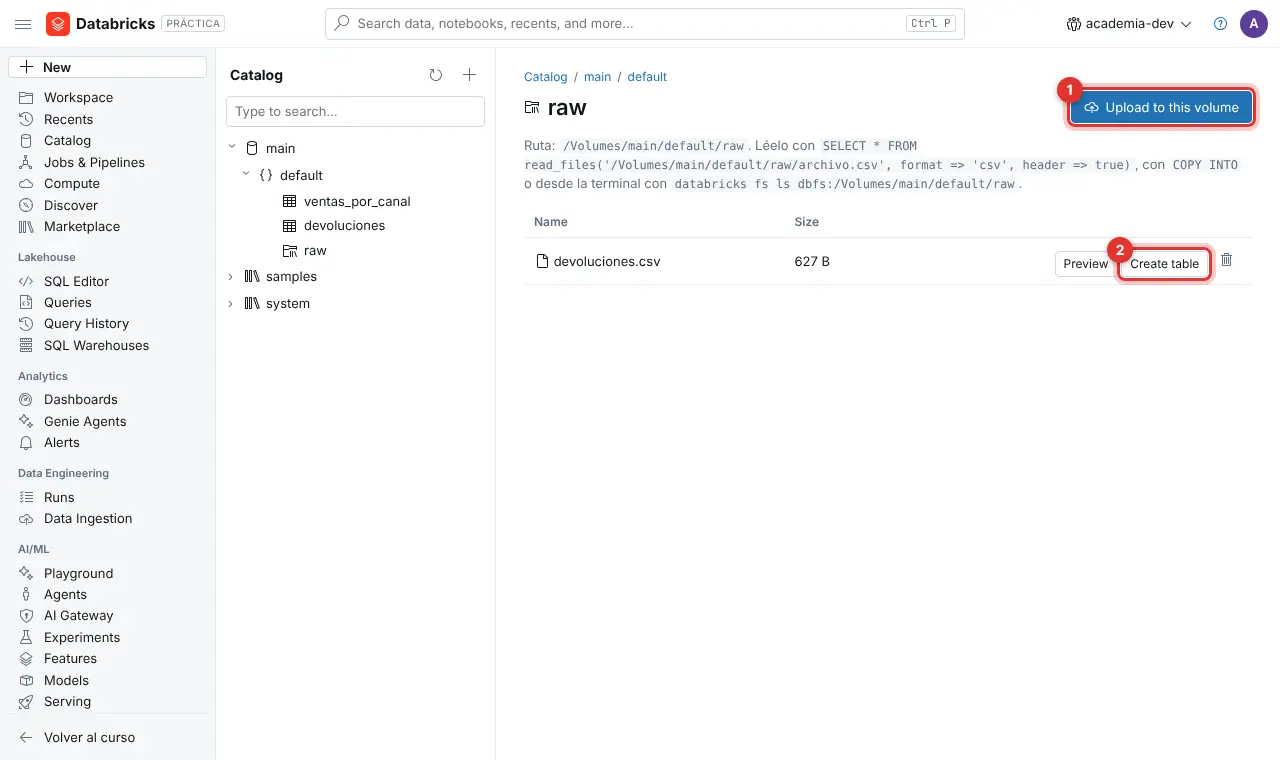 Databricks PRÁCTICA
Search data, notebooks, recents, and more... Ctrl P
academia-dev
A
New
Workspace
Recents
Catalog
Jobs & Pipelines
Compute
Discover
Marketplace
Lakehouse
SQL Editor
Queries
Query History
SQL Warehouses
Analytics
Dashboards
Genie Agents
Alerts
Data Engineering
Runs
Data Ingestion
AI/ML
Playground
Agents
AI Gateway
Experiments
Features
Models
Serving
Volver al curso
Catalog
Type to search...
main
default
ventas_por_canal
devoluciones
raw
samples
system
Catalog / main / default
raw
1
Upload to this volume
Ruta: /Volumes/main/default/raw. Léelo con SELECT * FROM
read_files('/Volumes/main/default/raw/archivo.csv', format => 'csv', header => true), con COPY INTO
o desde la terminal con databricks fs ls dbfs:/Volumes/main/default/raw.
Name Size
devoluciones.csv 627 B Preview 2 Create table